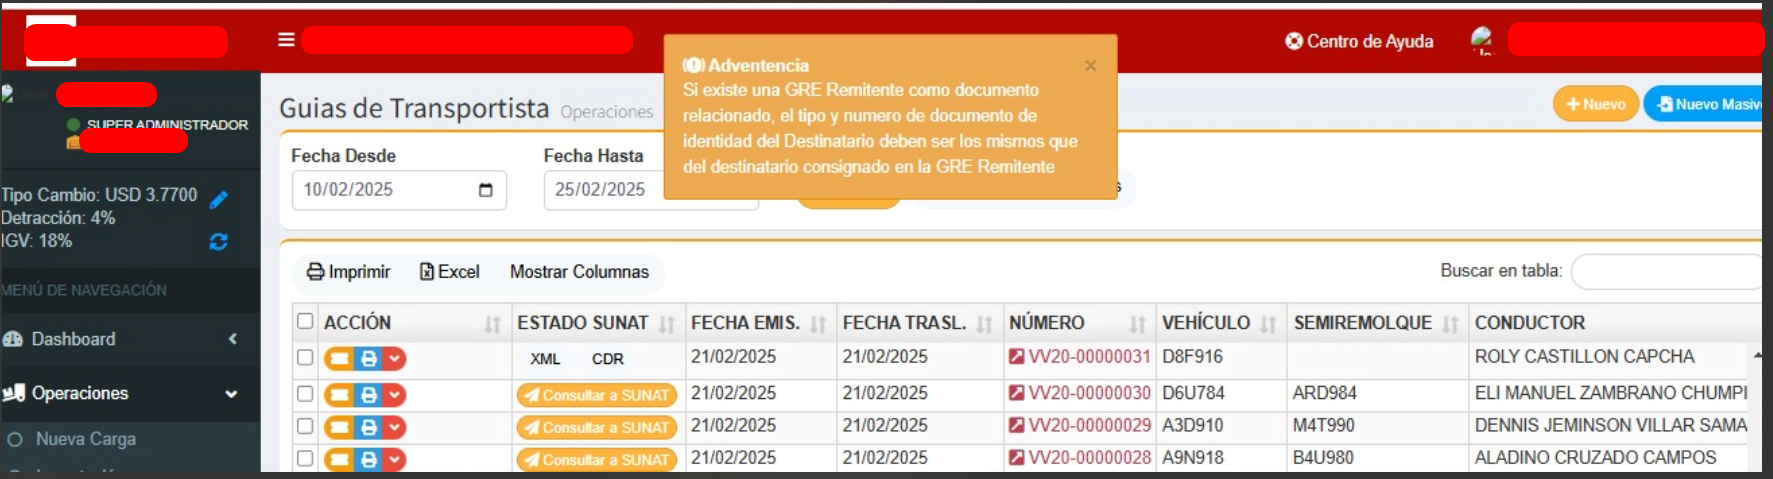 Centro de Ayuda
User
SUPER ADMINISTRADOR
Tipo Cambio: USD 3.7700
Detracción: 4%
IGV: 18%
MENÚ DE NAVEGACIÓN
Dashboard
Operaciones
Nueva Carga
Adventencia
×
Si existe una GRE Remitente como documento
relacionado, el tipo y numero de documento de
identidad del Destinatario deben ser los mismos que
del destinatario consignado en la GRE Remitente
Guias de Transportista Operaciones
+ Nuevo
Nuevo Masiv
Fecha Desde
Fecha Hasta
10/02/2025
25/02/2025
s
Imprimir
Excel
Mostrar Columnas
Buscar en tabla:
ACCIÓN ESTADO SUNAT FECHA EMIS. FECHA TRASL. NÚMERO VEHÍCULO SEMIREMOLQUE CONDUCTOR
XML CDR 21/02/2025 21/02/2025 VV20-00000031 D8F916 ROLY CASTILLON CAPCHA
Consultar a SUNAT 21/02/2025 21/02/2025 VV20-00000030 D6U784 ARD984 ELI MANUEL ZAMBRANO CHUMPI
Consultar a SUNAT 21/02/2025 21/02/2025 VV20-00000029 A3D910 M4T990 DENNIS JEMINSON VILLAR SAMA
Consultar a SUNAT 21/02/2025 21/02/2025 VV20-00000028 A9N918 B4U980 ALADINO CRUZADO CAMPOS